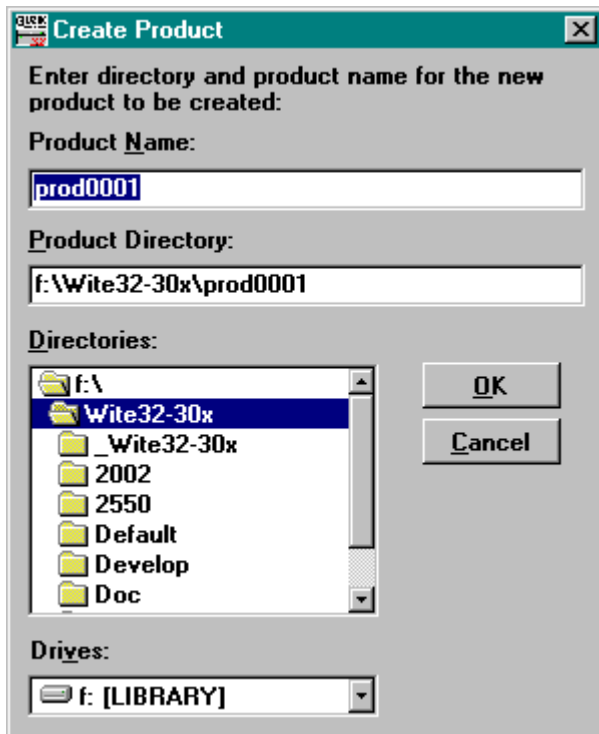 Create Product
Enter directory and product name for the new
product to be created:
Product Name:
prod0001
Product Directory:
f:\Wite32-30x\prod0001
Directories:
f:\
Wite32-30x
_Wite32-30x
2002
2550
Default
Develop
Doc
OK
Cancel
Drives:
f: [LIBRARY]